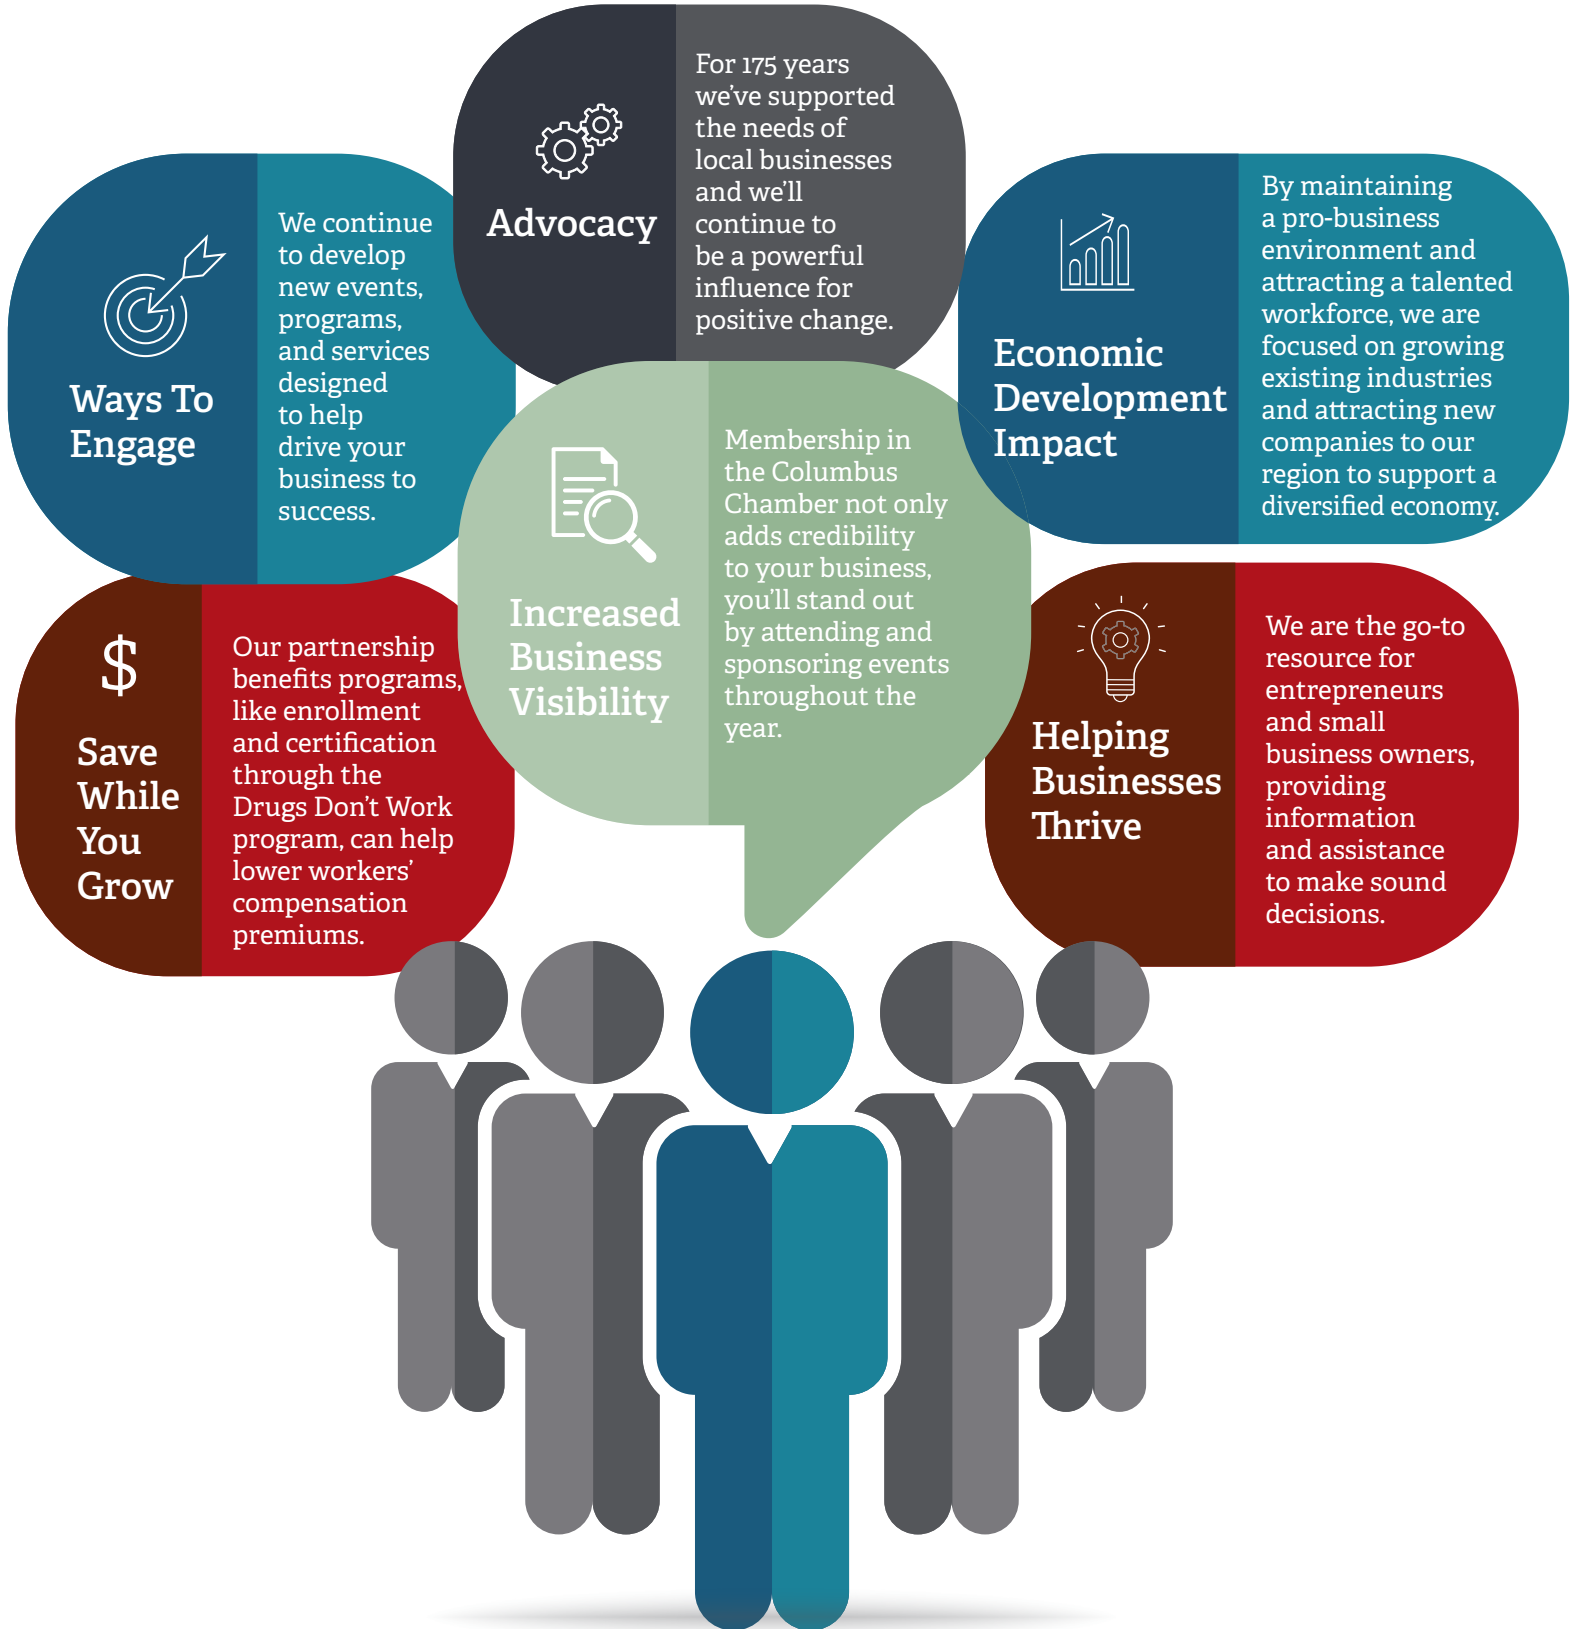 Advocacy
For 175 years
we've supported
the needs of
local businesses
and we'll
continue to
be a powerful
influence for
positive change.
Ways To
Engage
We continue
to develop
new events,
programs,
and services
designed
to help
drive your
business to
success.
Economic
Development
Impact
By maintaining
a pro-business
environment and
attracting a talented
workforce, we are
focused on growing
existing industries
and attracting new
companies to our
region to support a
diversified economy.
Increased
Business
Visibility
Membership in
the Columbus
Chamber not only
adds credibility
to your business,
you'll stand out
by attending and
sponsoring events
throughout the
year.
$
Save
While
You
Grow
Our partnership
benefits programs,
like enrollment
and certification
through the
Drugs Don't Work
program, can help
lower workers'
compensation
premiums.
Helping
Businesses
Thrive
We are the go-to
resource for
entrepreneurs
and small
business owners,
providing
information
and assistance
to make sound
decisions.